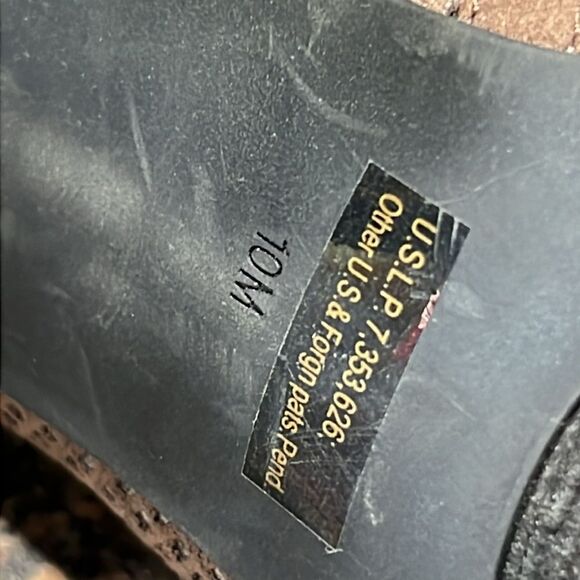 10M
U.S.L.P. 7,353,626;
Other U.S. & Forgn pats. Pend.